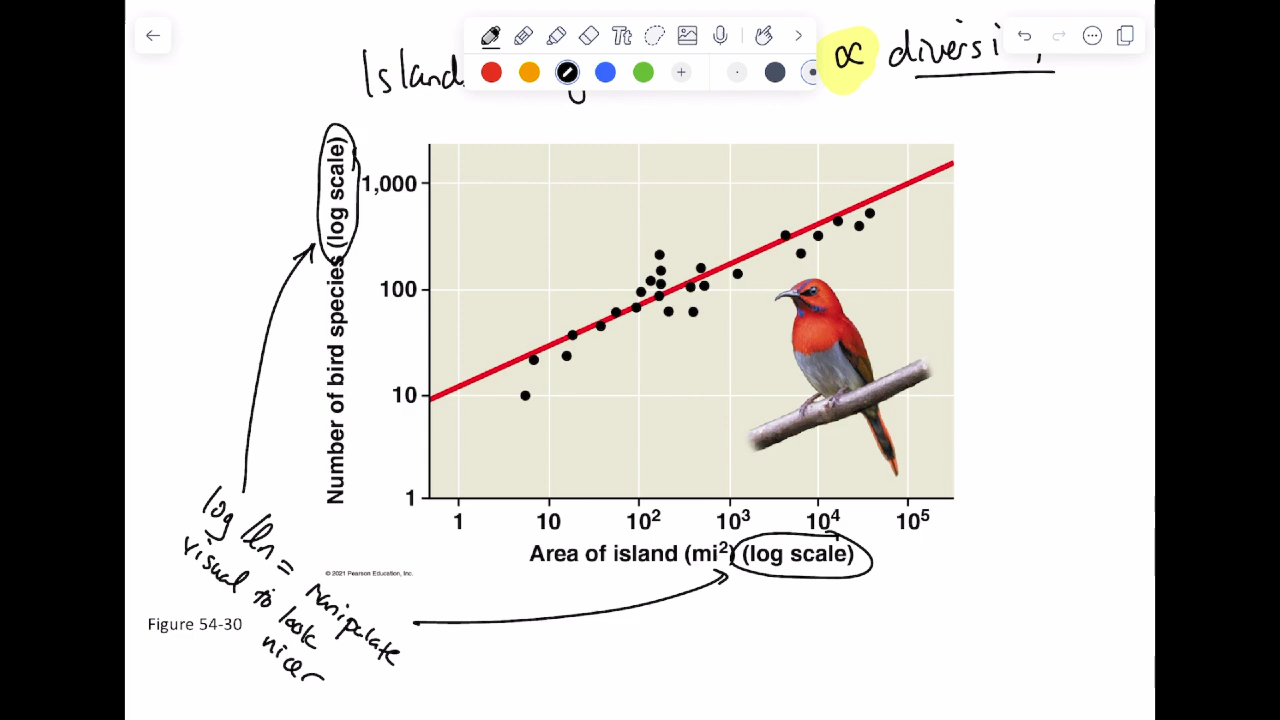 Island
∝ diversi
Number of bird species (log scale)
1,000
100
10
1
1 10 10² 10³ 10⁴ 10⁵
Area of island (mi²) (log scale)
© 2021 Pearson Education, Inc.
Figure 54-30
log/ln =
manipulate
visual to look
nicer
Tt